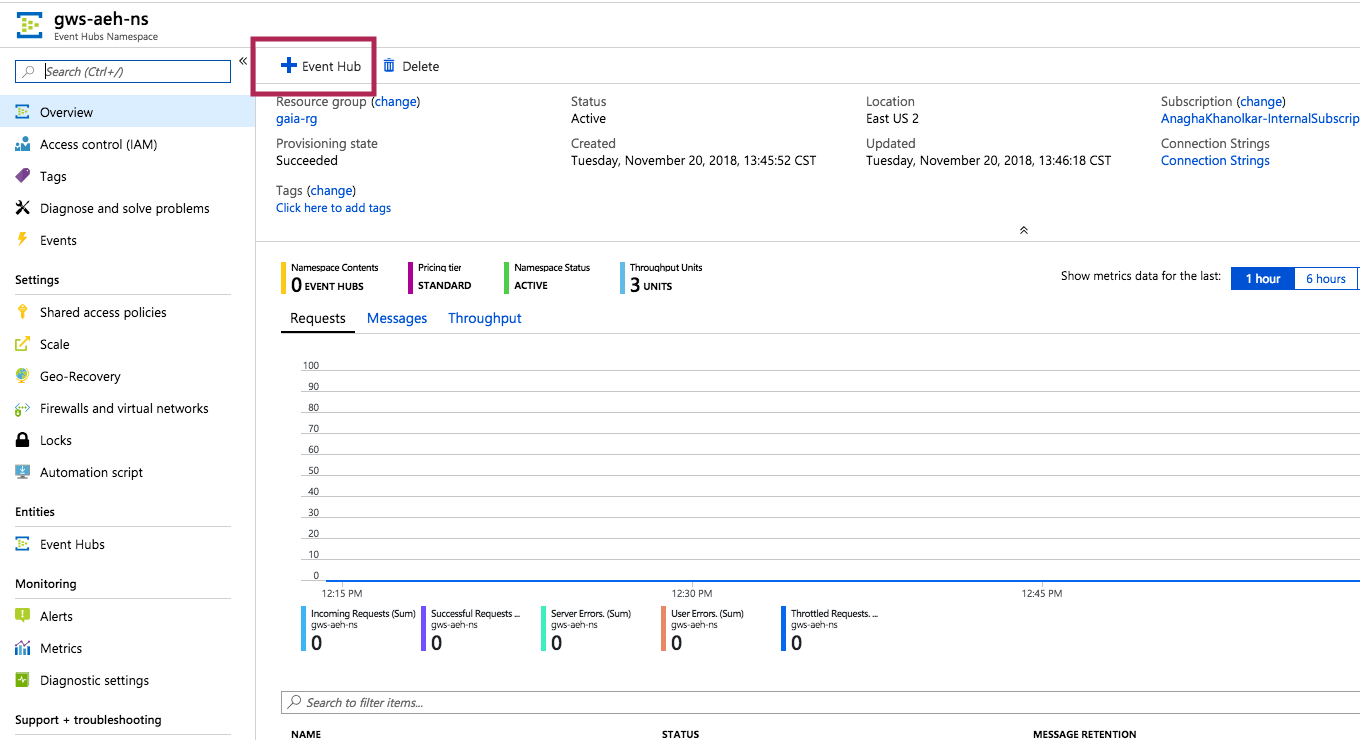 gws-aeh-ns
Event Hubs Namespace
Search (Ctrl+/)
«
Overview
Access control (IAM)
Tags
Diagnose and solve problems
Events
Settings
Shared access policies
Scale
Geo-Recovery
Firewalls and virtual networks
Locks
Automation script
Entities
Event Hubs
Monitoring
Alerts
Metrics
Diagnostic settings
Support + troubleshooting
Event Hub Delete
Resource group (change)
gaia-rg
Status
Active
Location
East US 2
Subscription (change)
AnaghaKhanolkar-InternalSubscrip
Provisioning state
Succeeded
Created
Tuesday, November 20, 2018, 13:45:52 CST
Updated
Tuesday, November 20, 2018, 13:46:18 CST
Connection Strings
Connection Strings
Tags (change)
Click here to add tags
Namespace Contents
0 EVENT HUBS
Pricing tier
STANDARD
Namespace Status
ACTIVE
Throughput Units
3 UNITS
Show metrics data for the last: 1 hour 6 hours
Requests Messages Throughput
100
90
80
70
60
50
40
30
20
10
0
12:15 PM 12:30 PM 12:45 PM
Incoming Requests (Sum)
gws-aeh-ns
0
Successful Requests ...
gws-aeh-ns
0
Server Errors. (Sum)
gws-aeh-ns
0
User Errors. (Sum)
gws-aeh-ns
0
Throttled Requests. ...
gws-aeh-ns
0
Search to filter items...
NAME STATUS MESSAGE RETENTION